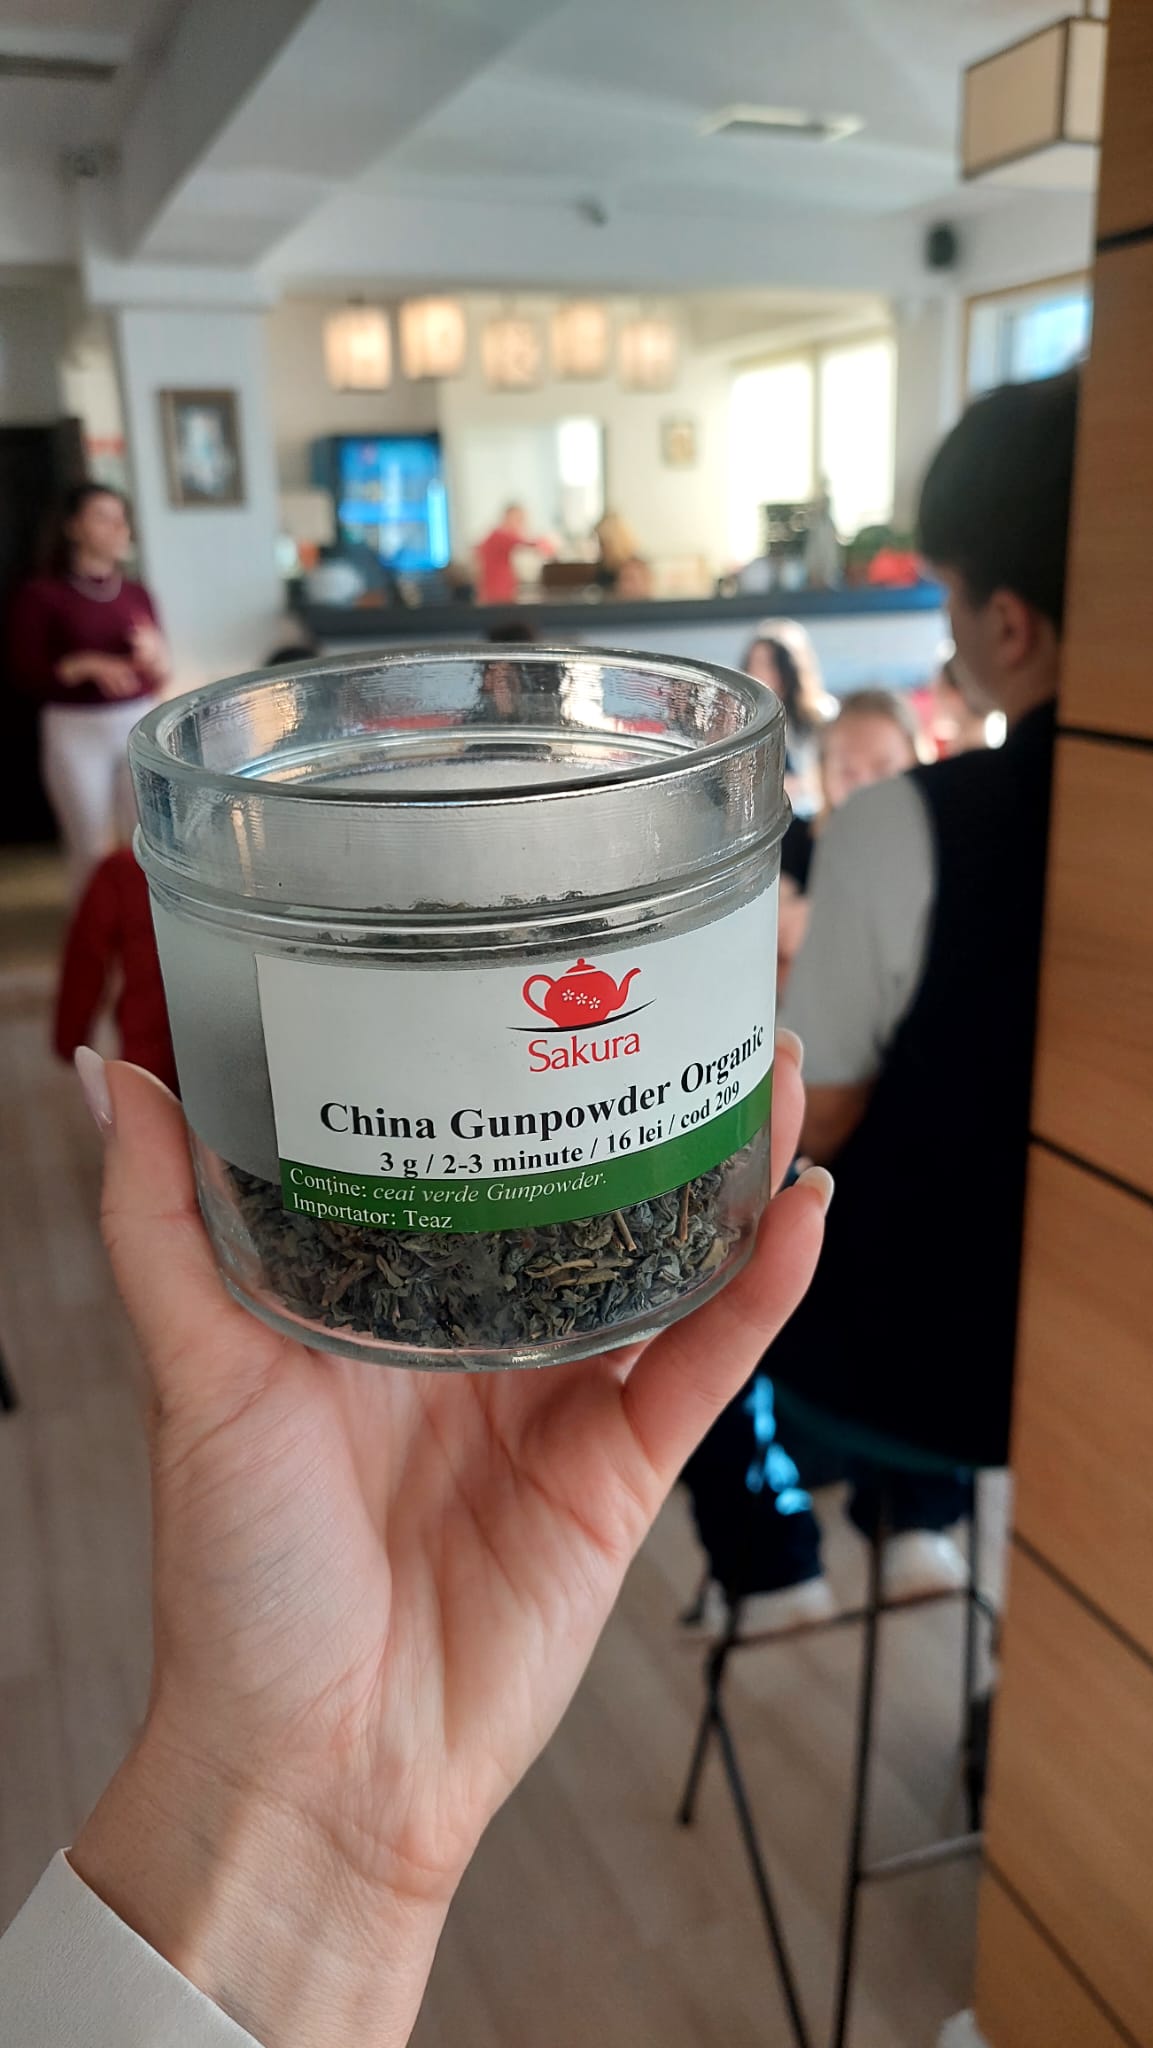 Sakura
China Gunpowder Organic
3 g / 2-3 minute / 16 lei / cod 209
Conţine: ceai verde Gunpowder.
Importator: Teaz